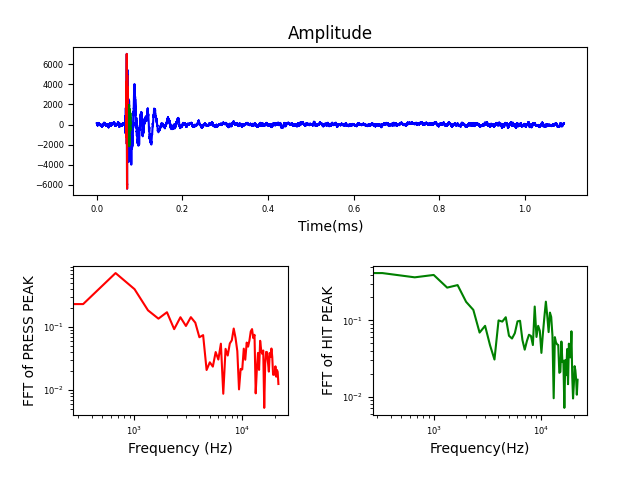 Amplitude
6000
4000
2000
0
−2000
−4000
−6000
0.0 0.2 0.4 0.6 0.8 1.0
Time(ms)
FFT of PRESS PEAK
10⁻¹
10⁻²
10³ 10⁴
Frequency (Hz)
FFT of HIT PEAK
10⁻¹
10⁻²
10³ 10⁴
Frequency(Hz)